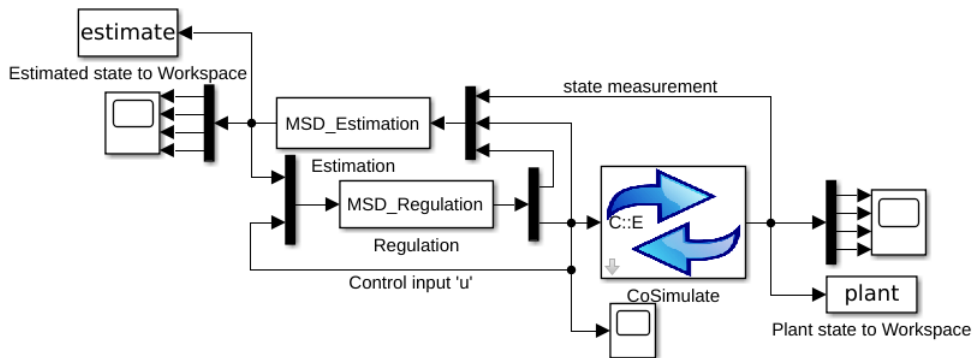 estimate
Estimated state to Workspace
state measurement
MSD_Estimation
Estimation
MSD_Regulation
Regulation
Control input 'u'
C::E
CoSimulate
plant
Plant state to Workspace